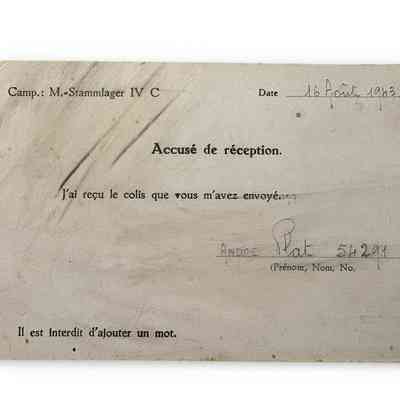 Camp.: M.-Stammlager IV C Date 16 Août 1943
Accusé de réception.
J'ai reçu le colis que vous m'avez envoyé.
André Plat 54291
(Prénom, Nom, No.
Il est interdit d'ajouter un mot.